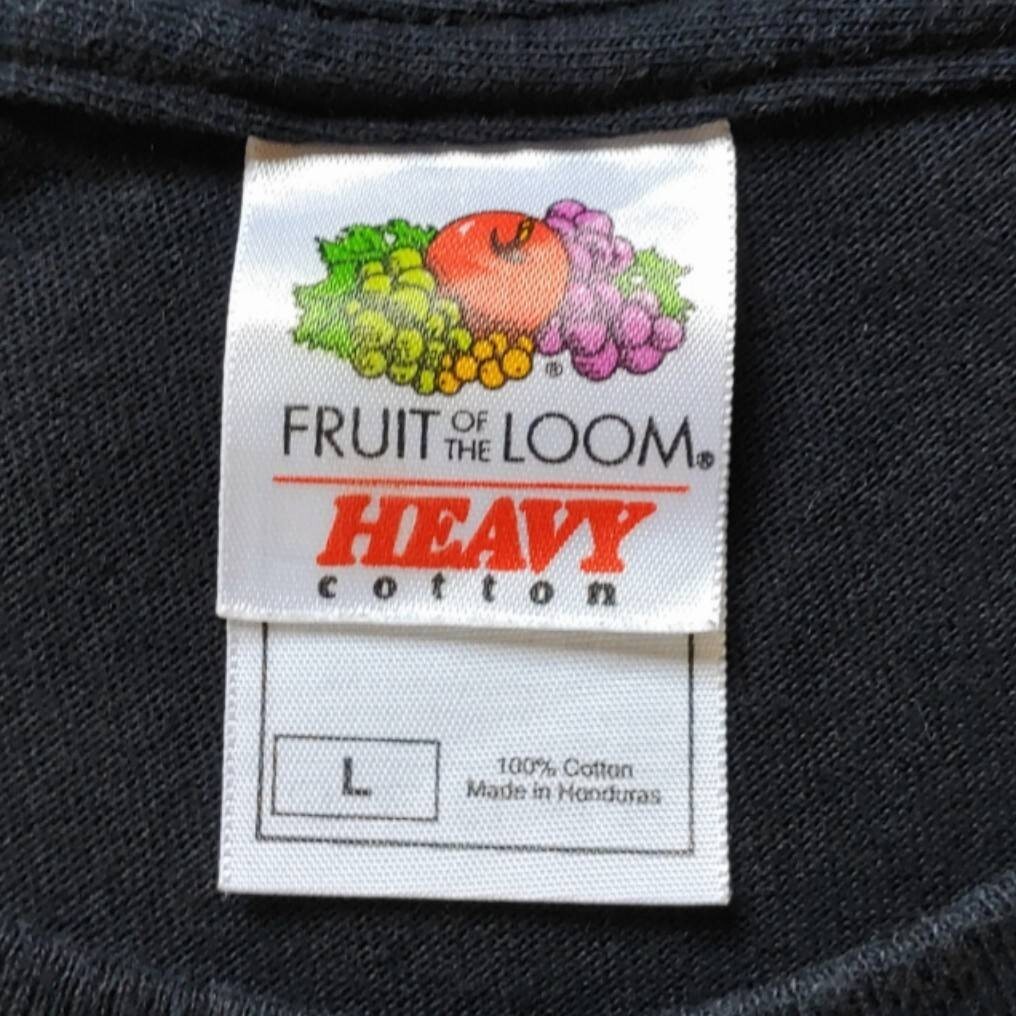 ®
FRUIT OF THE LOOM®
HEAVY
cotton
L
100% Cotton
Made in Honduras